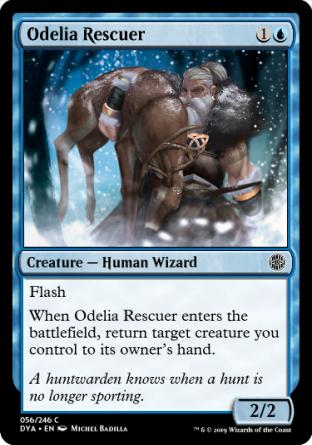 Odelia Rescuer 1
Creature — Human Wizard
Flash
When Odelia Rescuer enters the
battlefield, return target creature you
control to its owner's hand.
A huntwarden knows when a hunt is
no longer sporting.
2/2
056/246 C
DYA • EN Michel Badilla
™ & © 2019 Wizards of the Coast